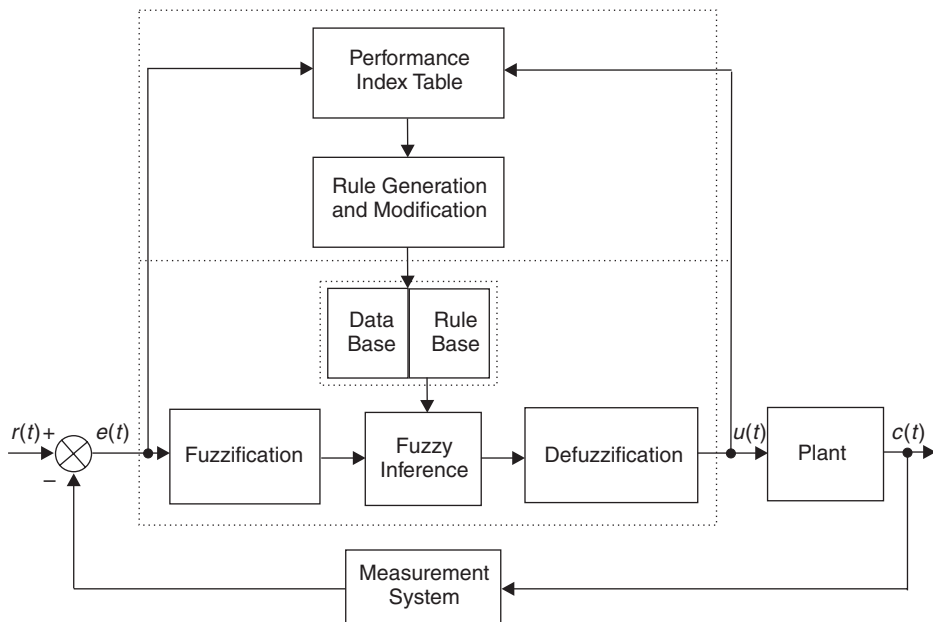 Performance
Index Table
Rule Generation
and Modification
Data
Base
Rule
Base
r(t)
+
e(t)
Fuzzification
Fuzzy
Inference
Defuzzification
u(t)
Plant
c(t)
−
Measurement
System